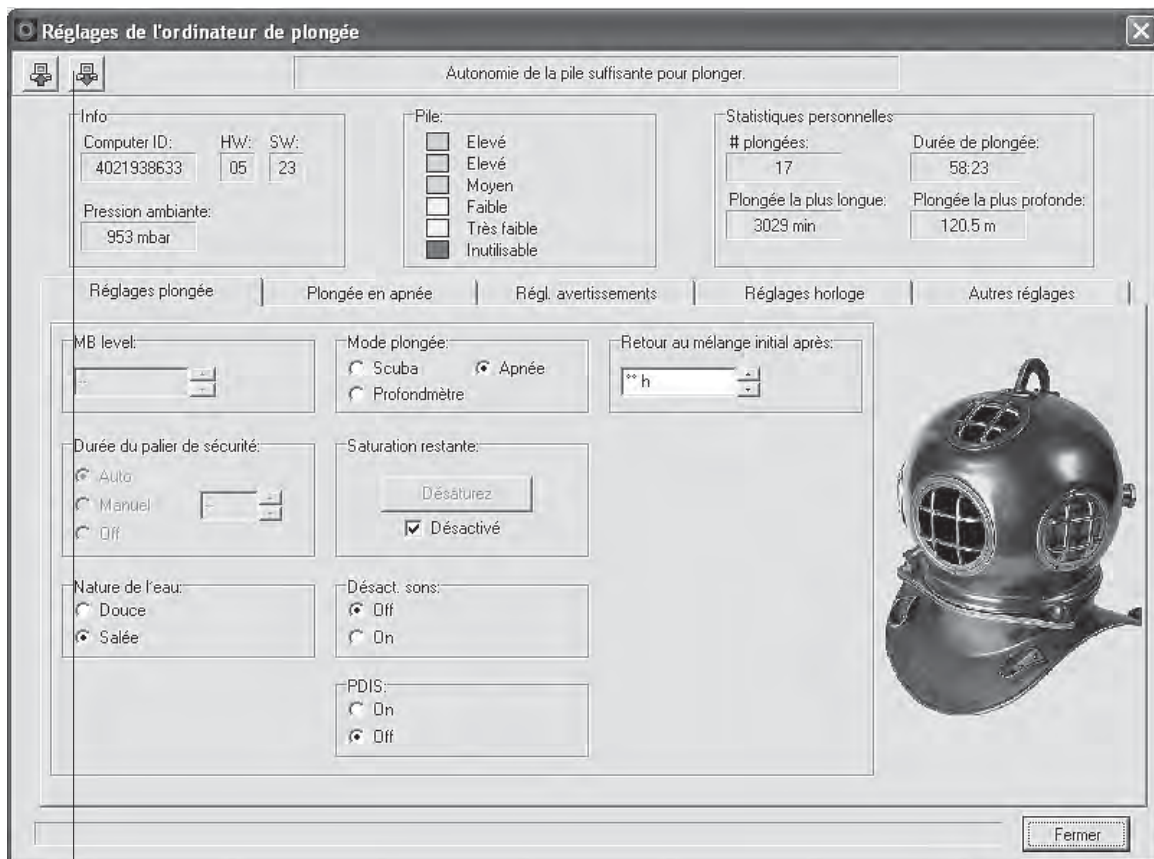 Réglages de l'ordinateur de plongée
Autonomie de la pile suffisante pour plonger.
Info
Computer ID: HW: SW:
4021938633 05 23
Pression ambiante:
953 mbar
Pile:
Elevé
Elevé
Moyen
Faible
Très faible
Inutilisable
Statistiques personnelles
# plongées: Durée de plongée:
17 58:23
Plongée la plus longue: Plongée la plus profonde:
3029 min 120.5 m
Réglages plongée Plongée en apnée Régl. avertissements Réglages horloge Autres réglages
MB level:
--
Mode plongée:
Scuba Apnée
Profondmètre
Retour au mélange initial après:
** h
Durée du palier de sécurité:
Auto
Manuel --
Off
Saturation restante:
Désaturez
Désactivé
Nature de l'eau:
Douce
Salée
Désact. sons:
Off
On
PDIS:
On
Off
Fermer